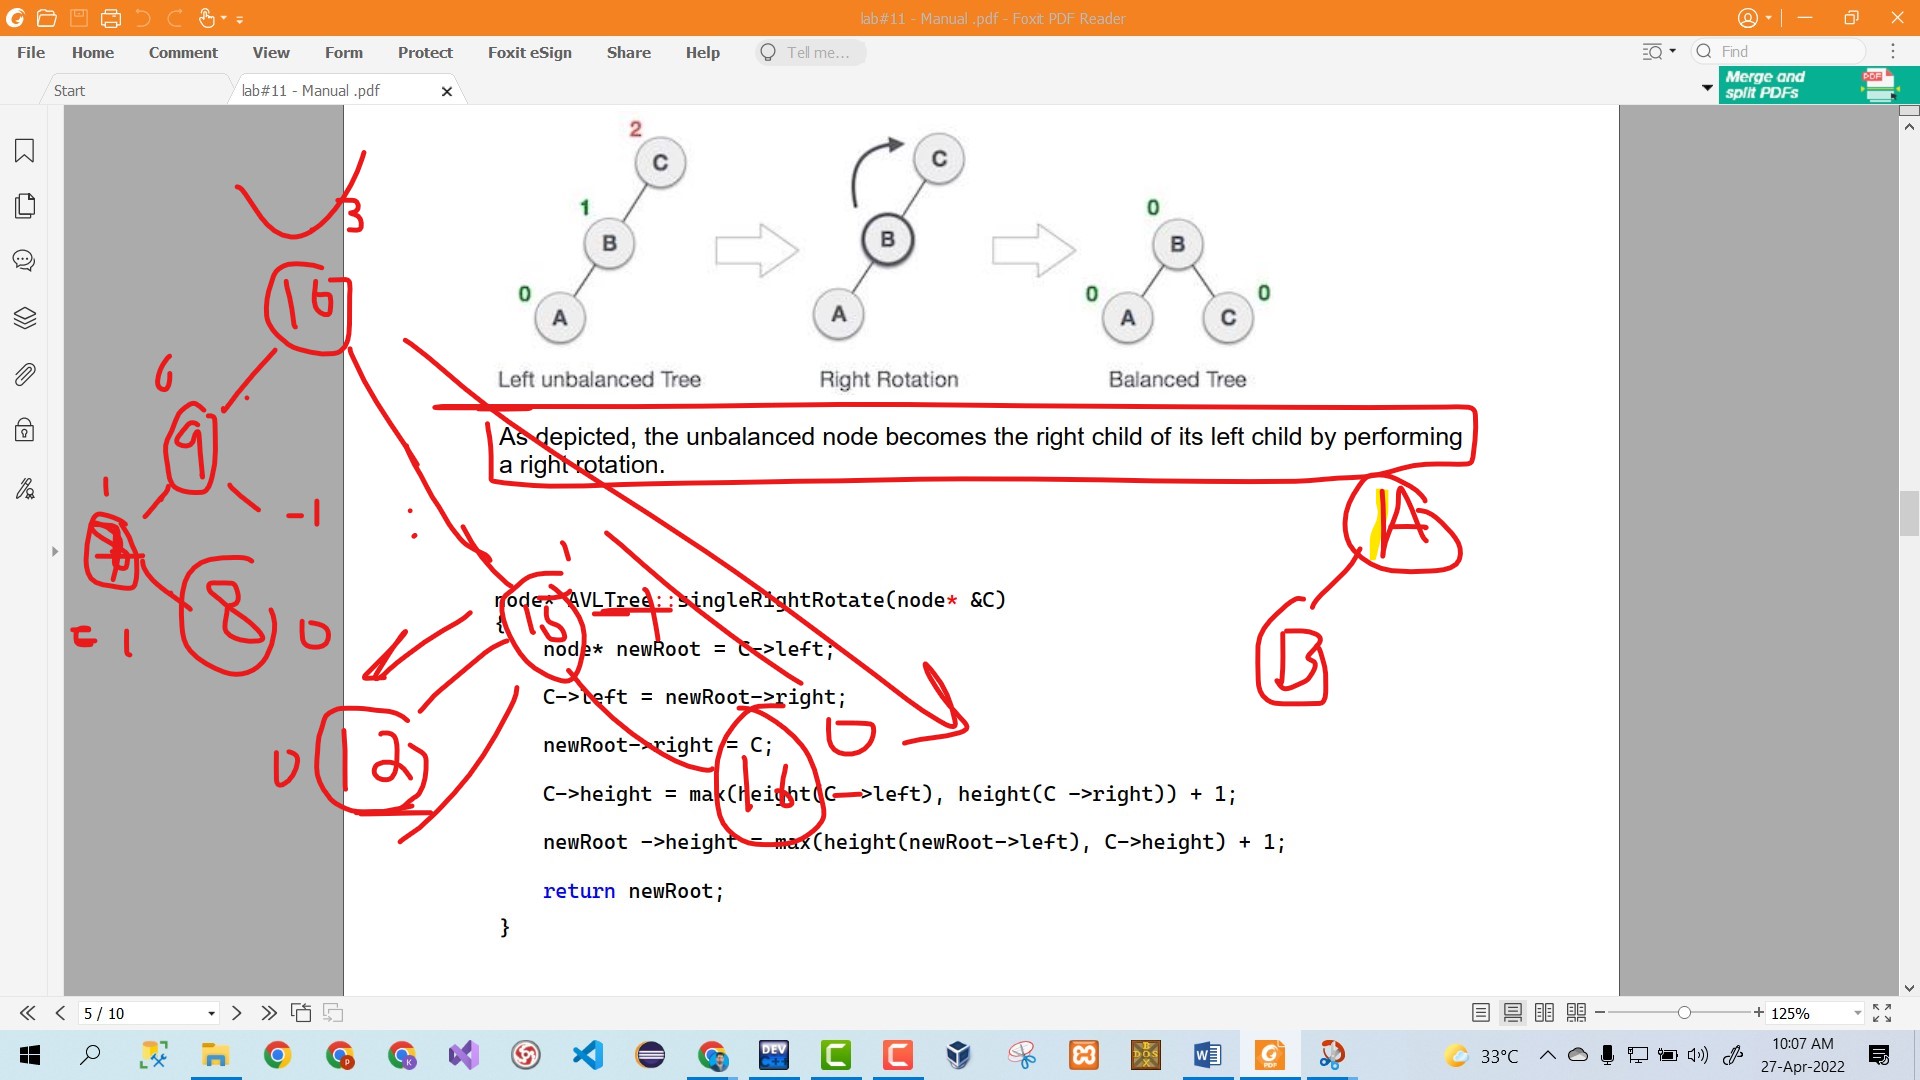 lab#11 - Manual .pdf - Foxit PDF Reader
File Home Comment View Form Protect Foxit eSign Share Help Tell me... Find
Start lab#11 - Manual .pdf
Merge and split PDFs
2
C
1
B
0
A
Left unbalanced Tree
C
B
A
Right Rotation
0
B
0
A
C
0
Balanced Tree
As depicted, the unbalanced node becomes the right child of its left child by performing
a right rotation.
node* AVLTree::singleRightRotate(node* &C)
{
node* newRoot = C->left;
C->left = newRoot->right;
newRoot->right = C;
C->height = max(height(C->left), height(C ->right)) + 1;
newRoot ->height = max(height(newRoot->left), C->height) + 1;
return newRoot;
}
3
9
1
-1
8
0
= 1
15
1
0
12
16
0
A
B
5 / 10
125%
33°C
10:07 AM
27-Apr-2022